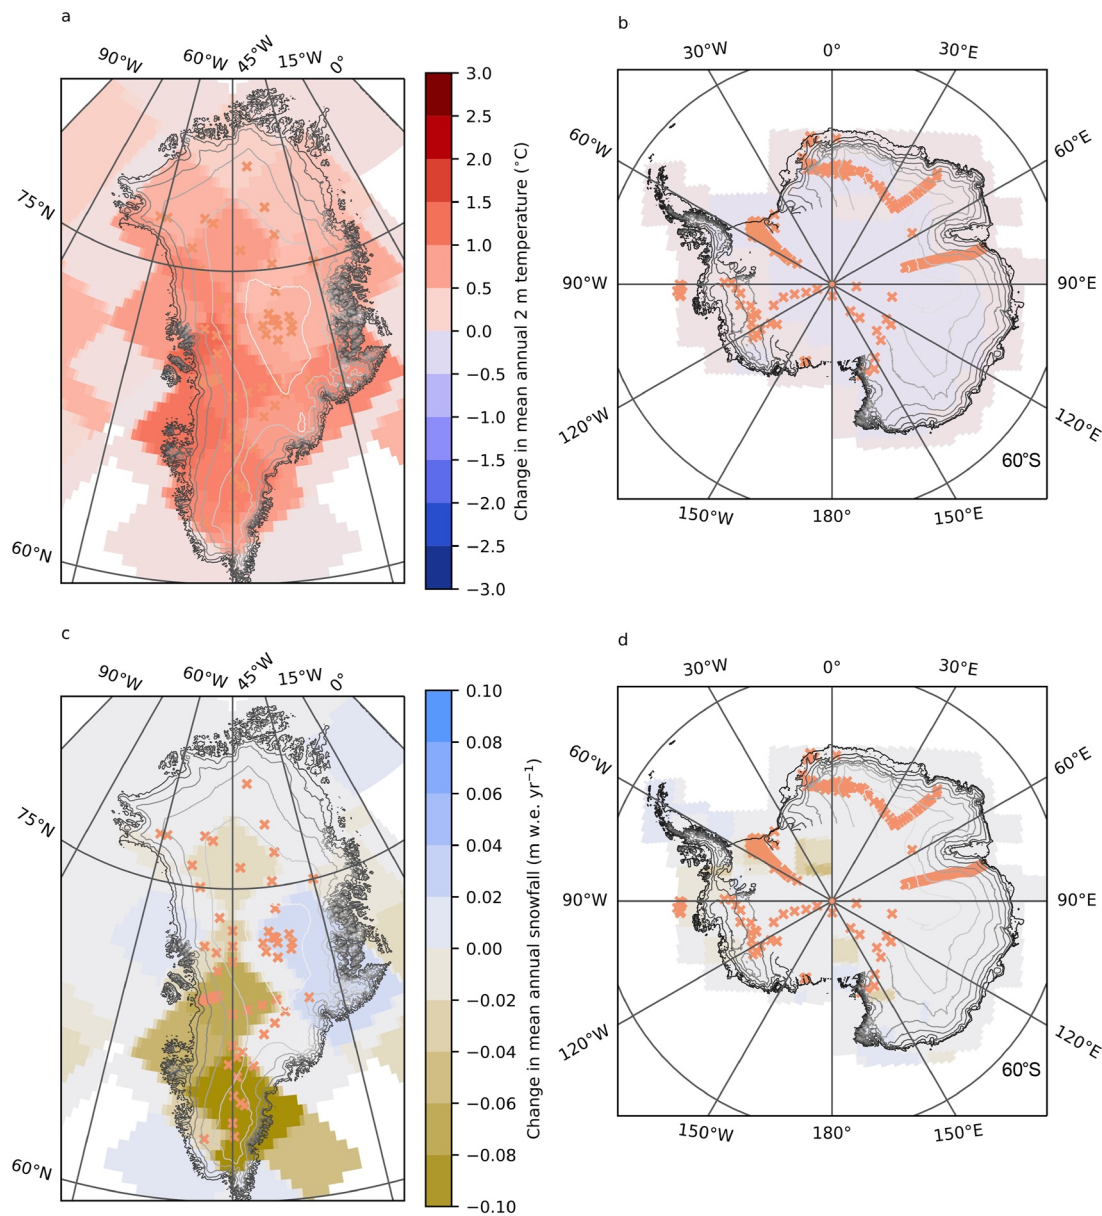 a
90°W 60°W 45°W 15°W 0°
75°N
60°N
3.0
2.5
2.0
1.5
1.0
0.5
0.0
−0.5
−1.0
−1.5
−2.0
−2.5
−3.0
Change in mean annual 2 m temperature (°C)
b
30°W 0° 30°E
60°W 60°E
90°W 90°E
120°W 120°E
60°S
150°W 180° 150°E
c
90°W 60°W 45°W 15°W 0°
75°N
60°N
0.10
0.08
0.06
0.04
0.02
0.00
−0.02
−0.04
−0.06
−0.08
−0.10
Change in mean annual snowfall (m w.e. yr⁻¹)
d
30°W 0° 30°E
60°W 60°E
90°W 90°E
120°W 120°E
60°S
150°W 180° 150°E